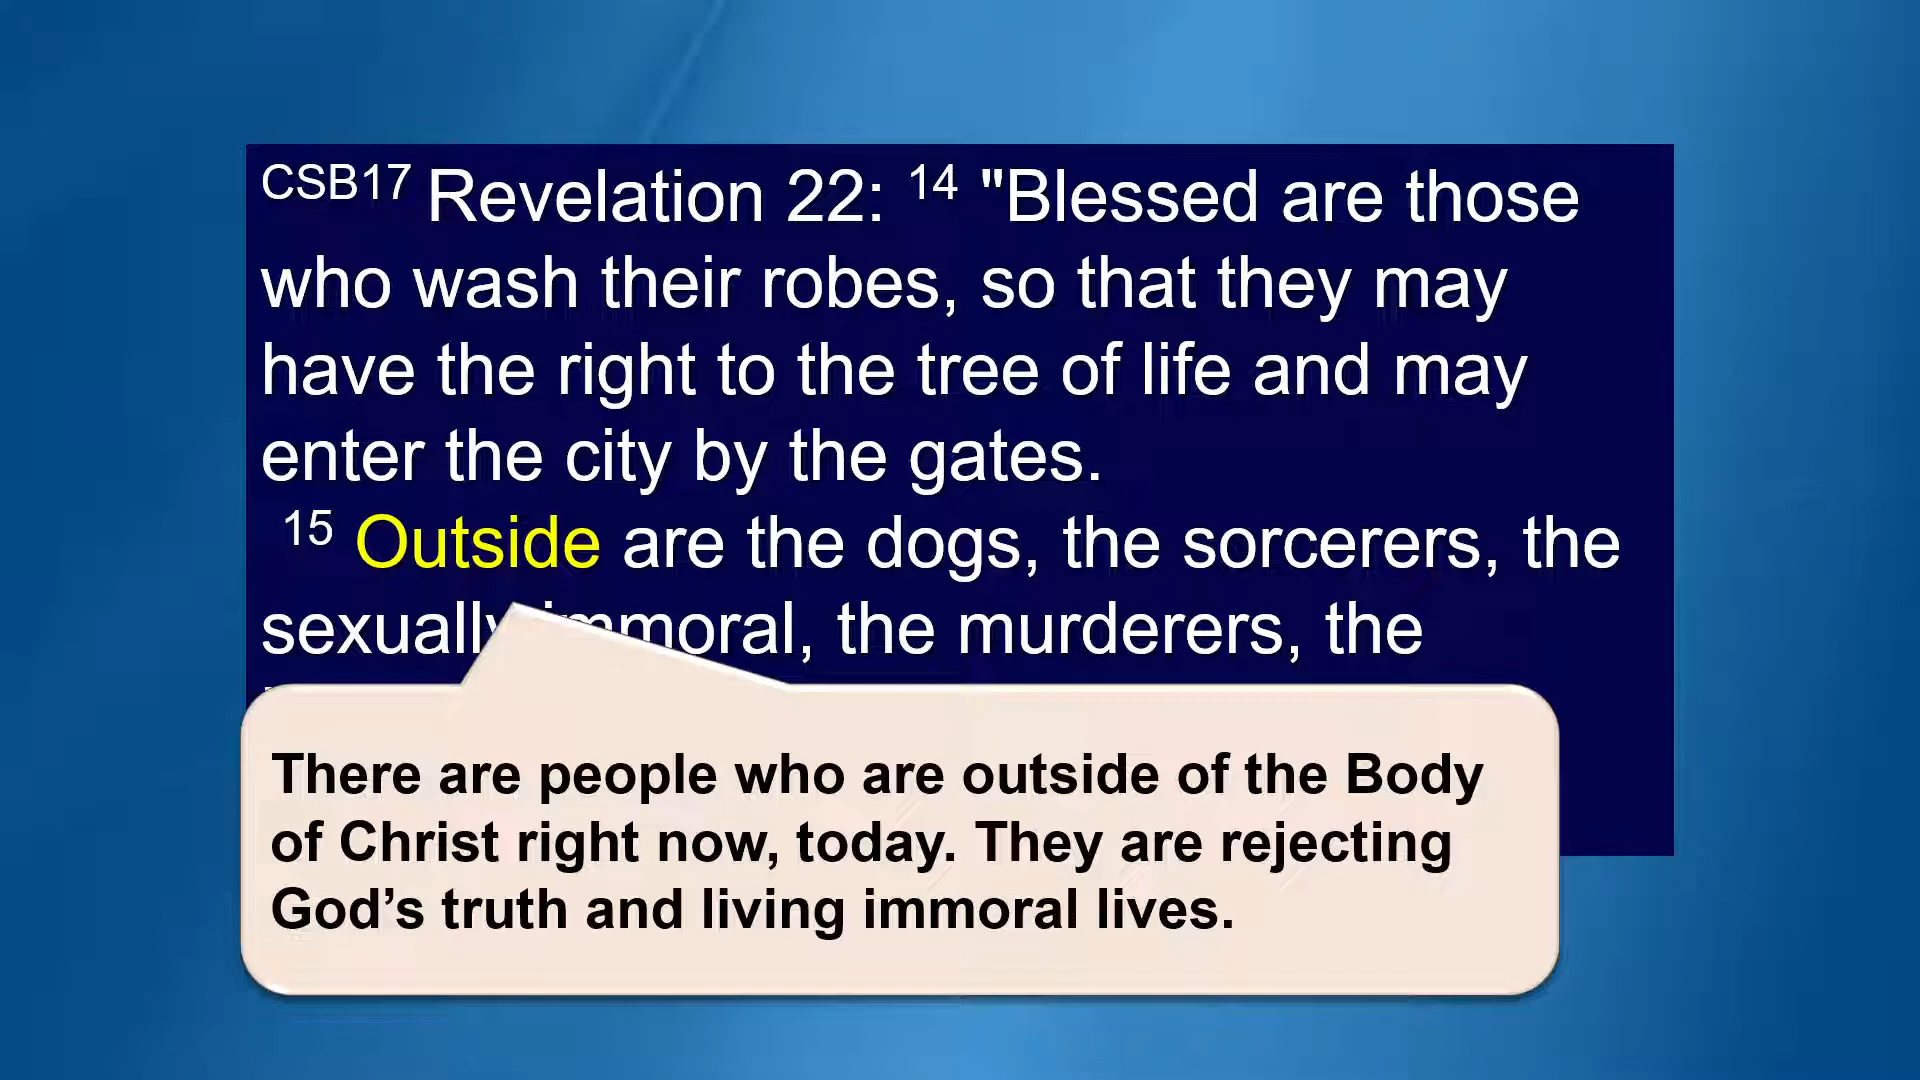 CSB17 Revelation 22: 14 "Blessed are those
who wash their robes, so that they may
have the right to the tree of life and may
enter the city by the gates.
15 Outside are the dogs, the sorcerers, the
sexually immoral, the murderers, the
There are people who are outside of the Body
of Christ right now, today. They are rejecting
God’s truth and living immoral lives.